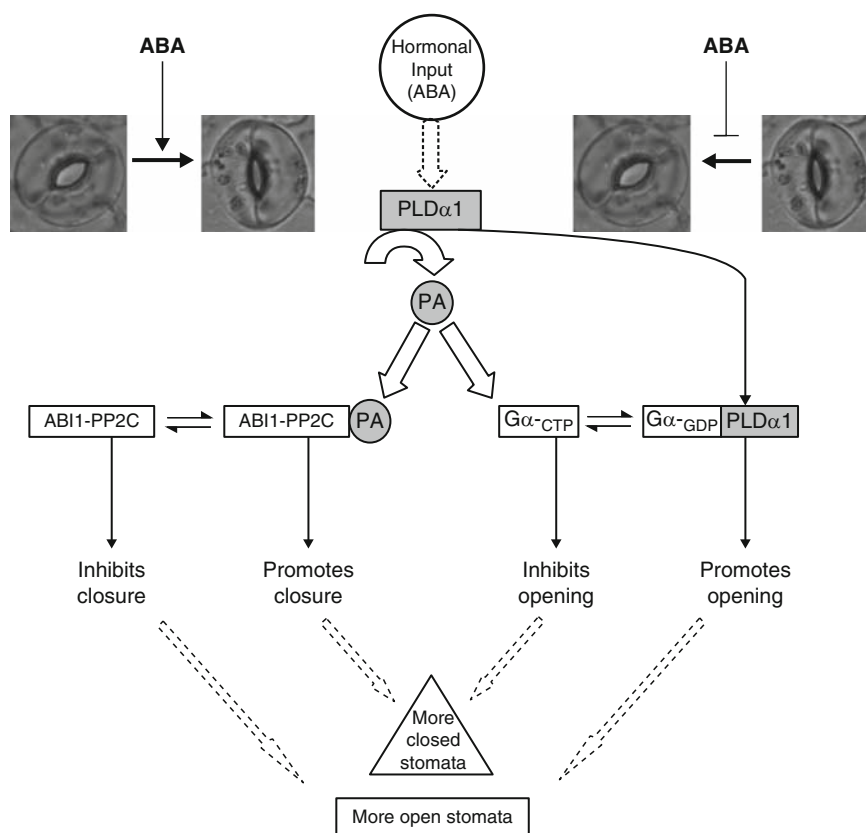 ABA
Hormonal
Input
(ABA)
ABA
PLDα1
PA
ABI1-PP2C
ABI1-PP2C
PA
Gα-CTP
Gα-GDP
PLDα1
Inhibits
closure
Promotes
closure
Inhibits
opening
Promotes
opening
More
closed
stomata
More open stomata